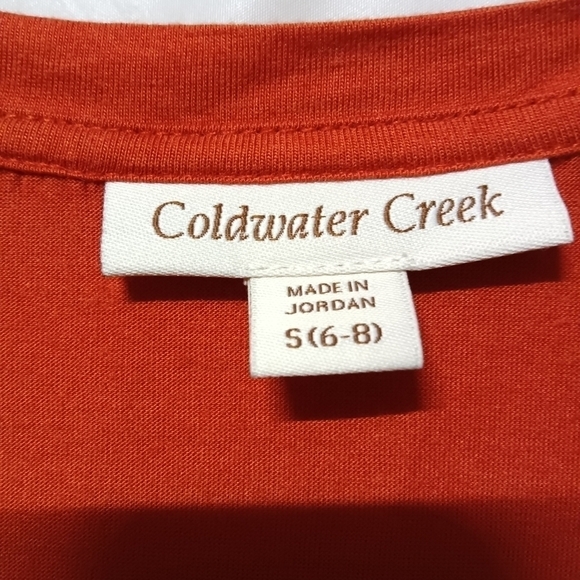 Coldwater Creek
MADE IN
JORDAN
S(6-8)